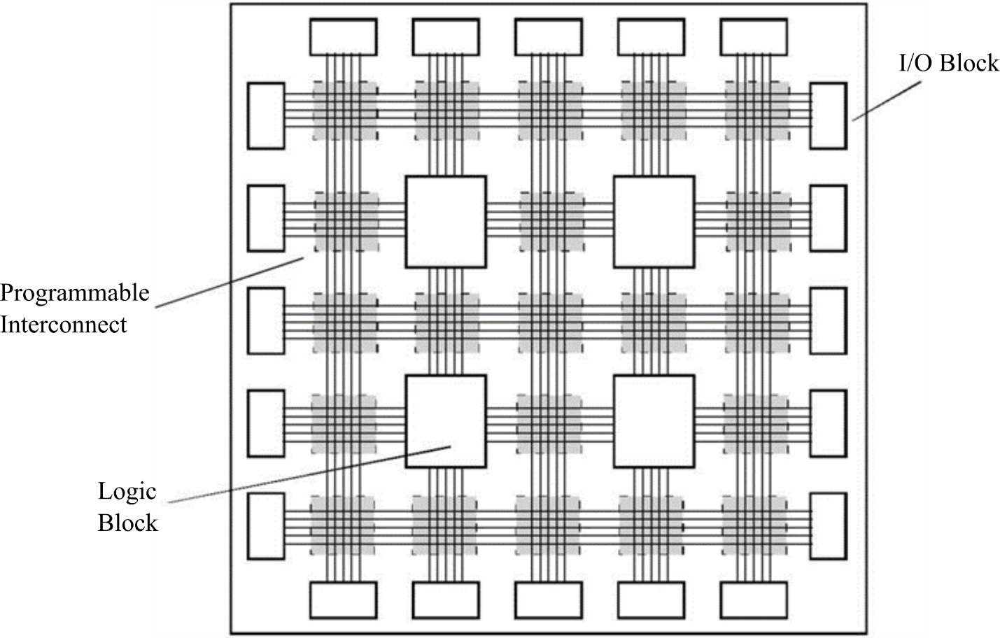 I/O Block
Programmable
Interconnect
Logic
Block